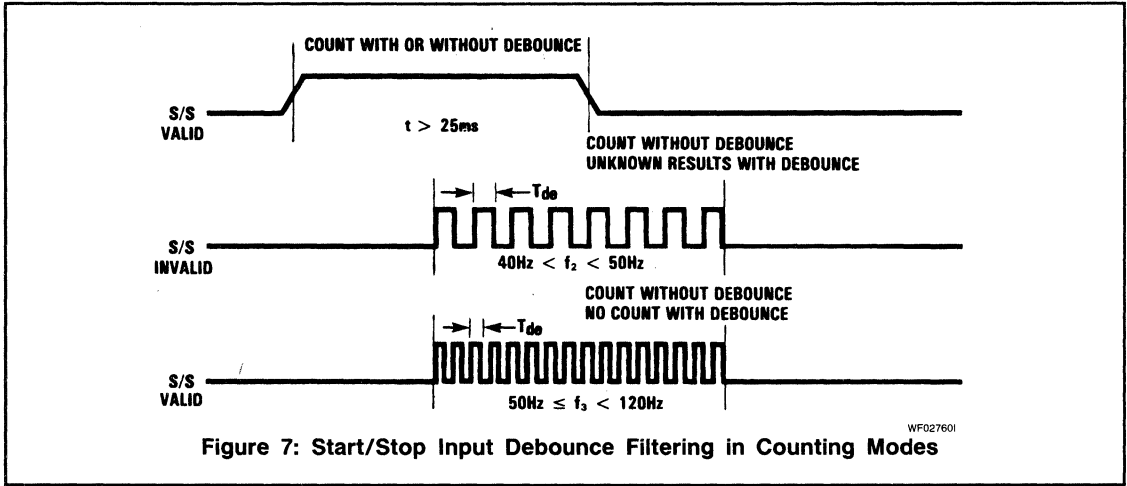 COUNT WITH OR WITHOUT DEBOUNCE
S/S
VALID
t > 25ms
COUNT WITHOUT DEBOUNCE
UNKNOWN RESULTS WITH DEBOUNCE
Tde
S/S
INVALID
40Hz < f₂ < 50Hz
COUNT WITHOUT DEBOUNCE
NO COUNT WITH DEBOUNCE
Tde
S/S
VALID
50Hz ≤ f₃ < 120Hz
WF02760I
Figure 7: Start/Stop Input Debounce Filtering in Counting Modes